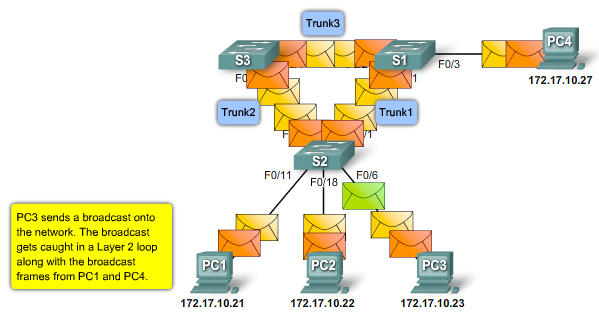 Trunk3
S3
S1
PC4
F0/3
172.17.10.27
Trunk2
Trunk1
S2
F0/11
F0/18
F0/6
PC3 sends a broadcast onto
the network. The broadcast
gets caught in a Layer 2 loop
along with the broadcast
frames from PC1 and PC4.
PC1
PC2
PC3
172.17.10.21
172.17.10.22
172.17.10.23